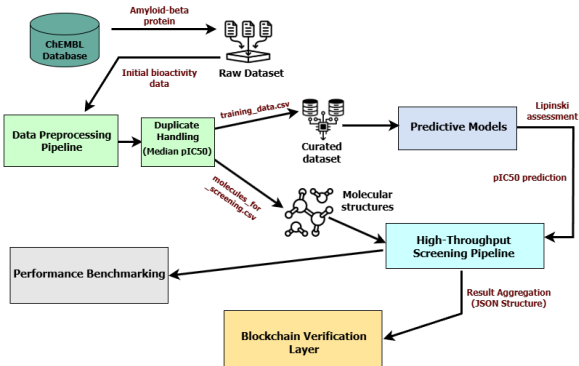 Amyloid-beta
protein
ChEMBL
Database
Raw Dataset
Initial bioactivity
data
Data Preprocessing
Pipeline
Duplicate
Handling
(Median pIC50)
training_data.csv
Curated
dataset
Predictive Models
Lipinski
assessment
molecules_for
_screening.csv
Molecular
structures
pIC50 prediction
High-Throughput
Screening Pipeline
Performance Benchmarking
Result Aggregation
(JSON Structure)
Blockchain Verification
Layer